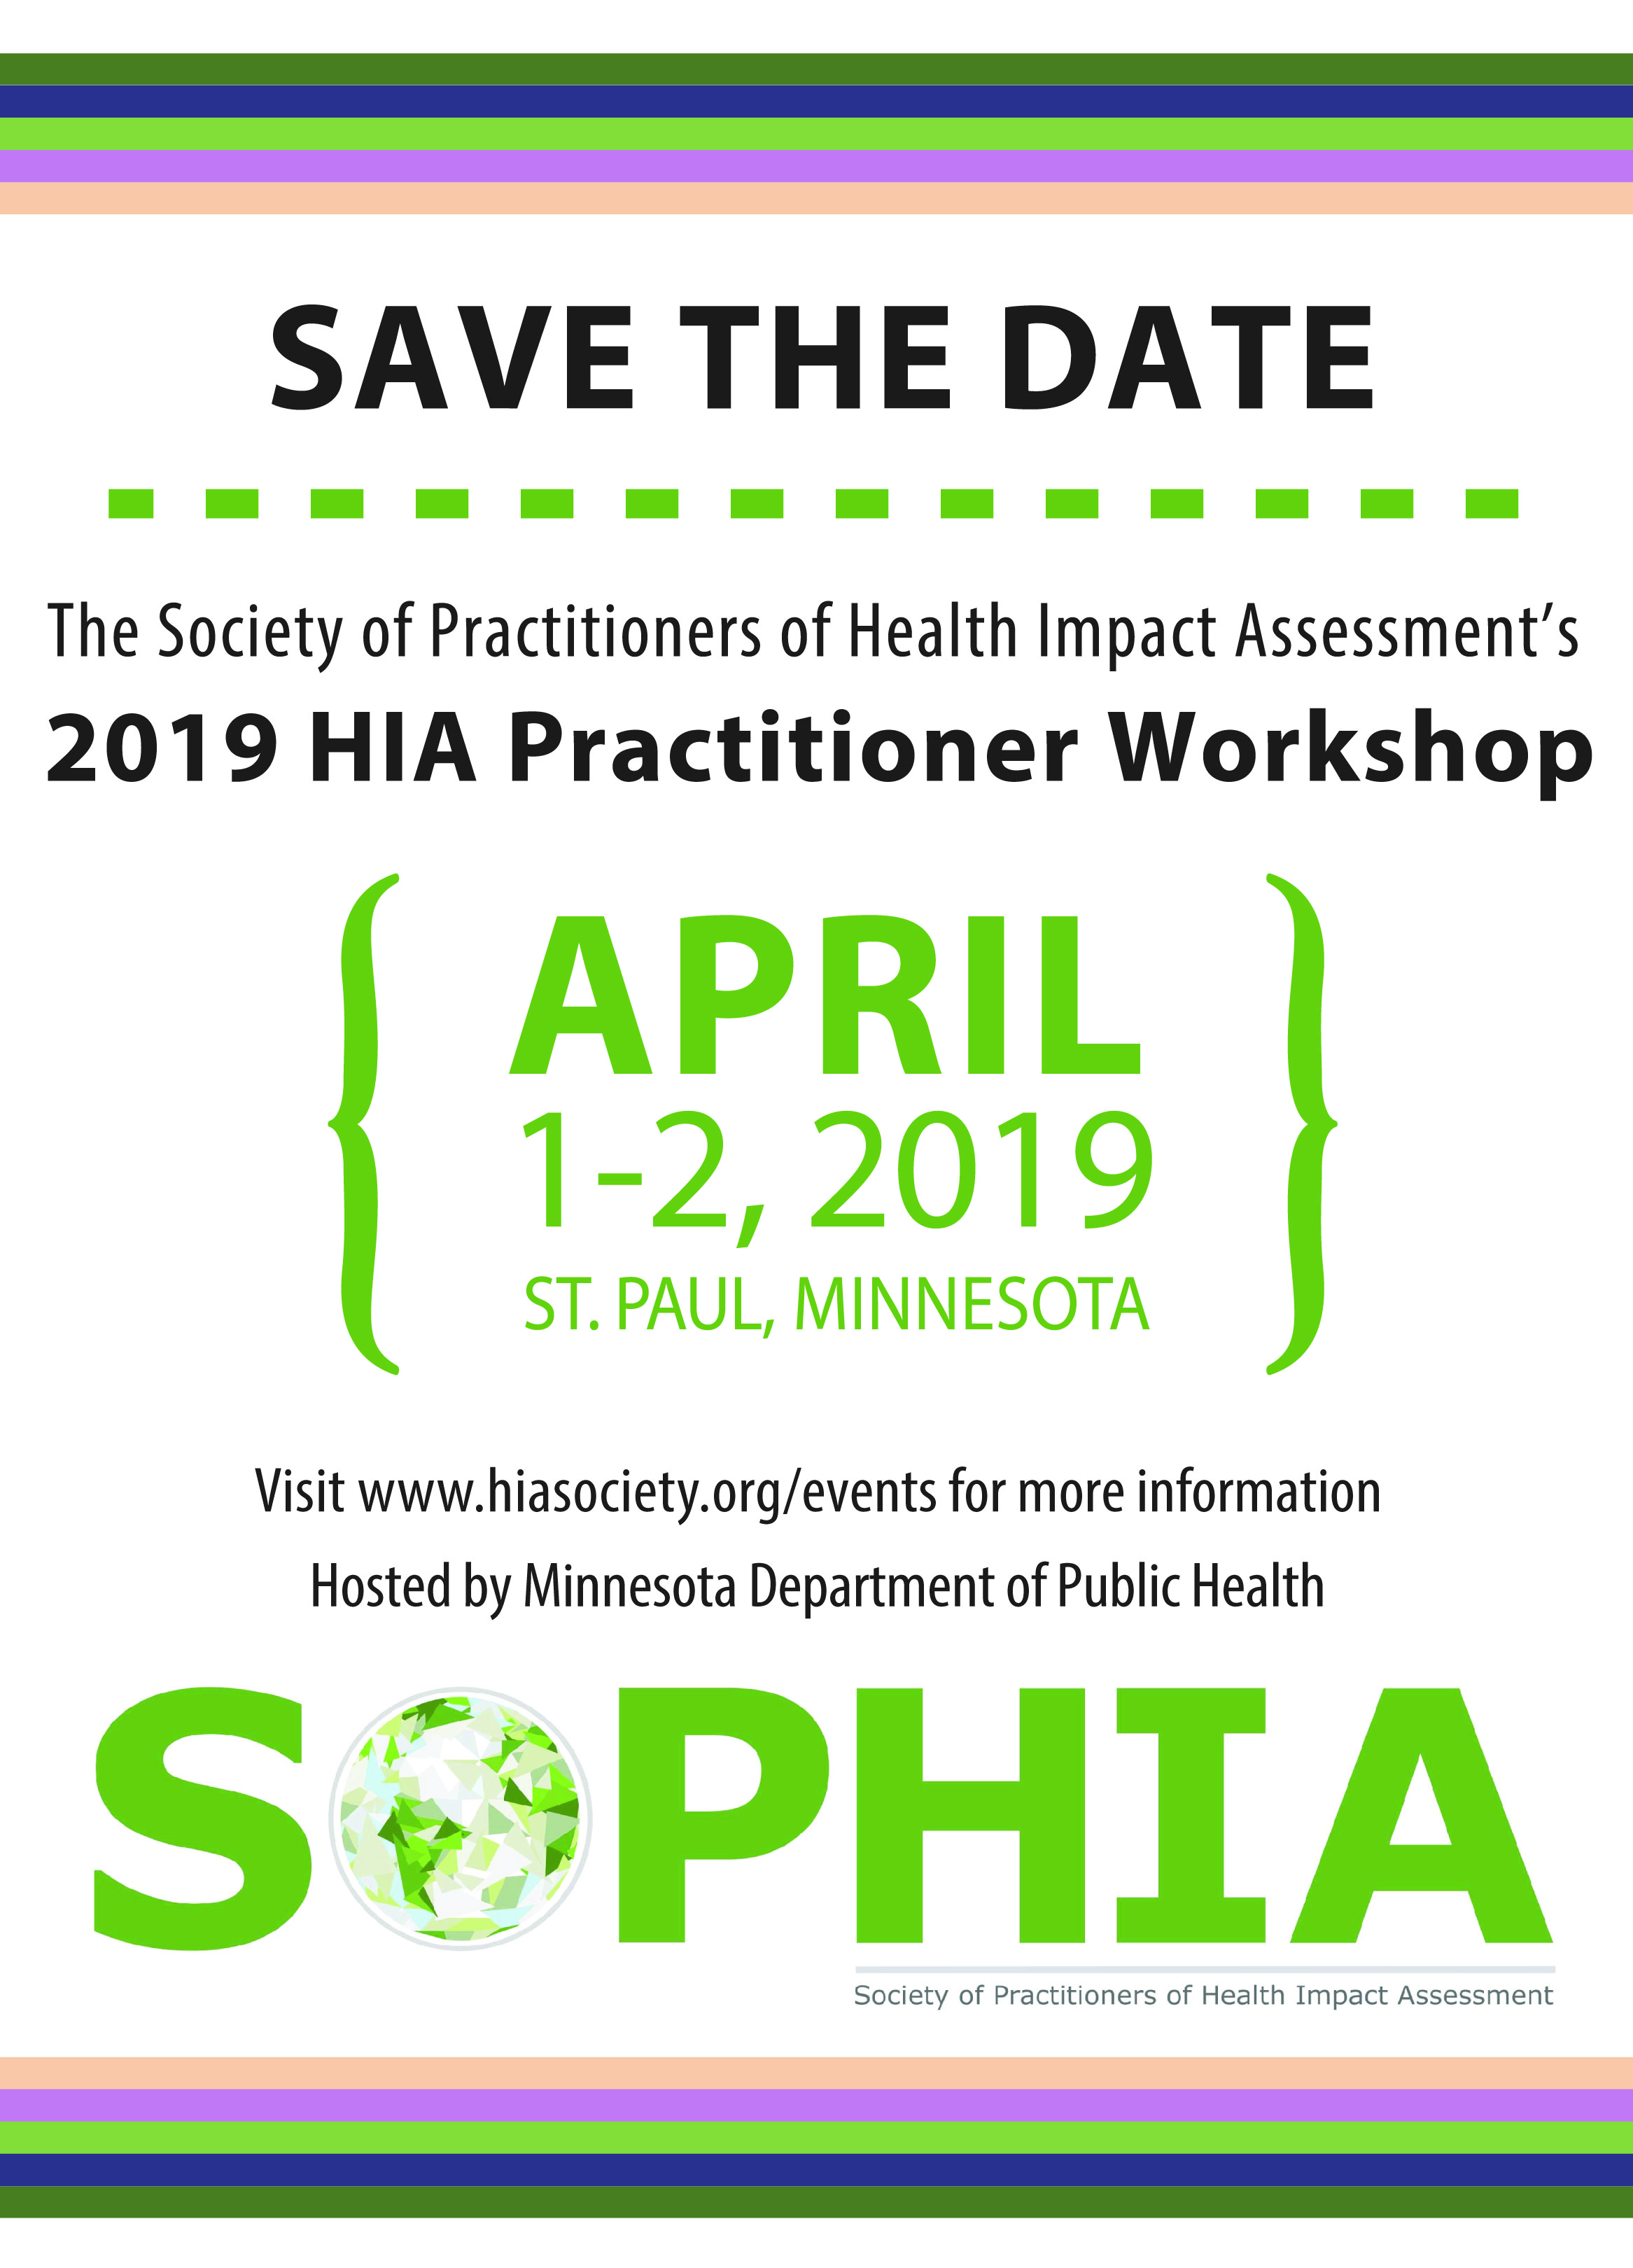 SAVE THE DATE
The Society of Practitioners of Health Impact Assessment’s
2019 HIA Practitioner Workshop
APRIL
1-2, 2019
ST. PAUL, MINNESOTA
Visit www.hiasociety.org/events for more information
Hosted by Minnesota Department of Public Health
SOPHIA
Society of Practitioners of Health Impact Assessment